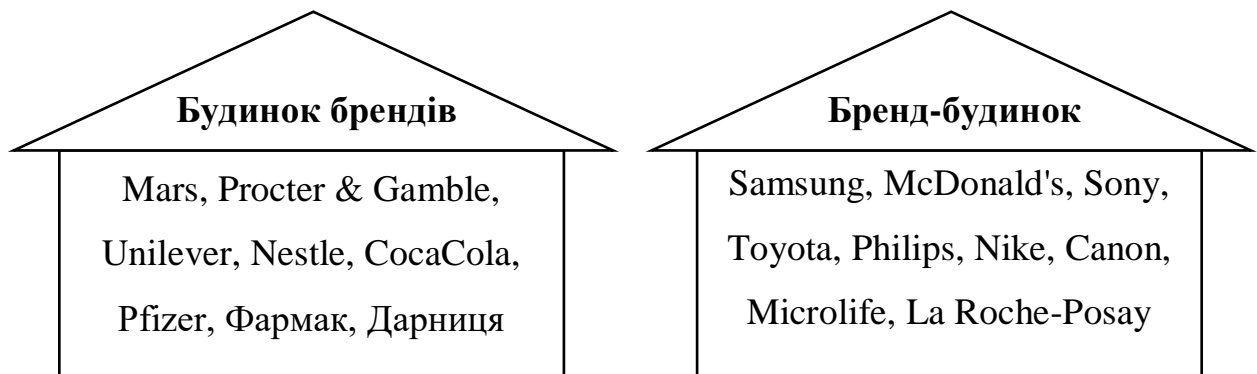 Будинок брендів
Mars, Procter & Gamble,
Unilever, Nestle, CocaCola,
Pfizer, Фармак, Дарниця
Бренд-будинок
Samsung, McDonald's, Sony,
Toyota, Philips, Nike, Canon,
Microlife, La Roche-Posay